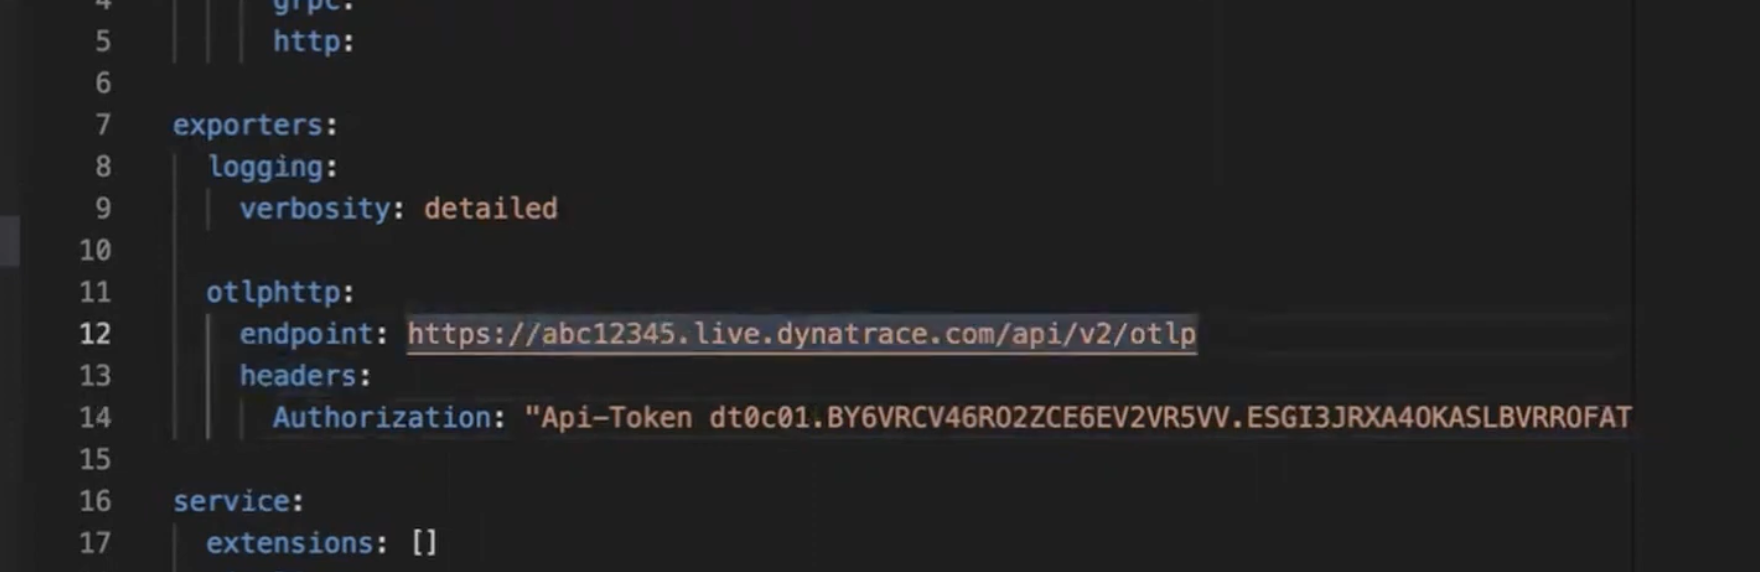 4 grpc:
5 http:
6
7 exporters:
8 logging:
9 verbosity: detailed
10
11 otlphttp:
12 endpoint: https://abc12345.live.dynatrace.com/api/v2/otlp
13 headers:
14 Authorization: "Api-Token dt0c01.BY6VRCV46RO2ZCE6EV2VR5VV.ESGI3JRXA4OKASLBVRROFAT
15
16 service:
17 extensions: []